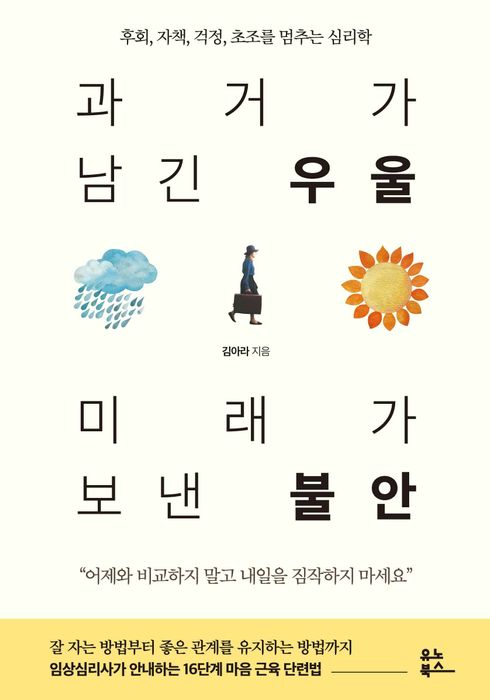 후회, 자책, 걱정, 초조를 멈추는 심리학
과 거 가
남 긴 우 울
김아라 지음
미 래 가
보 낸 불 안
“어제와 비교하지 말고 내일을 짐작하지 마세요”
잘 자는 방법부터 좋은 관계를 유지하는 방법까지
임상심리사가 안내하는 16단계 마음 근육 단련법
유노
북스